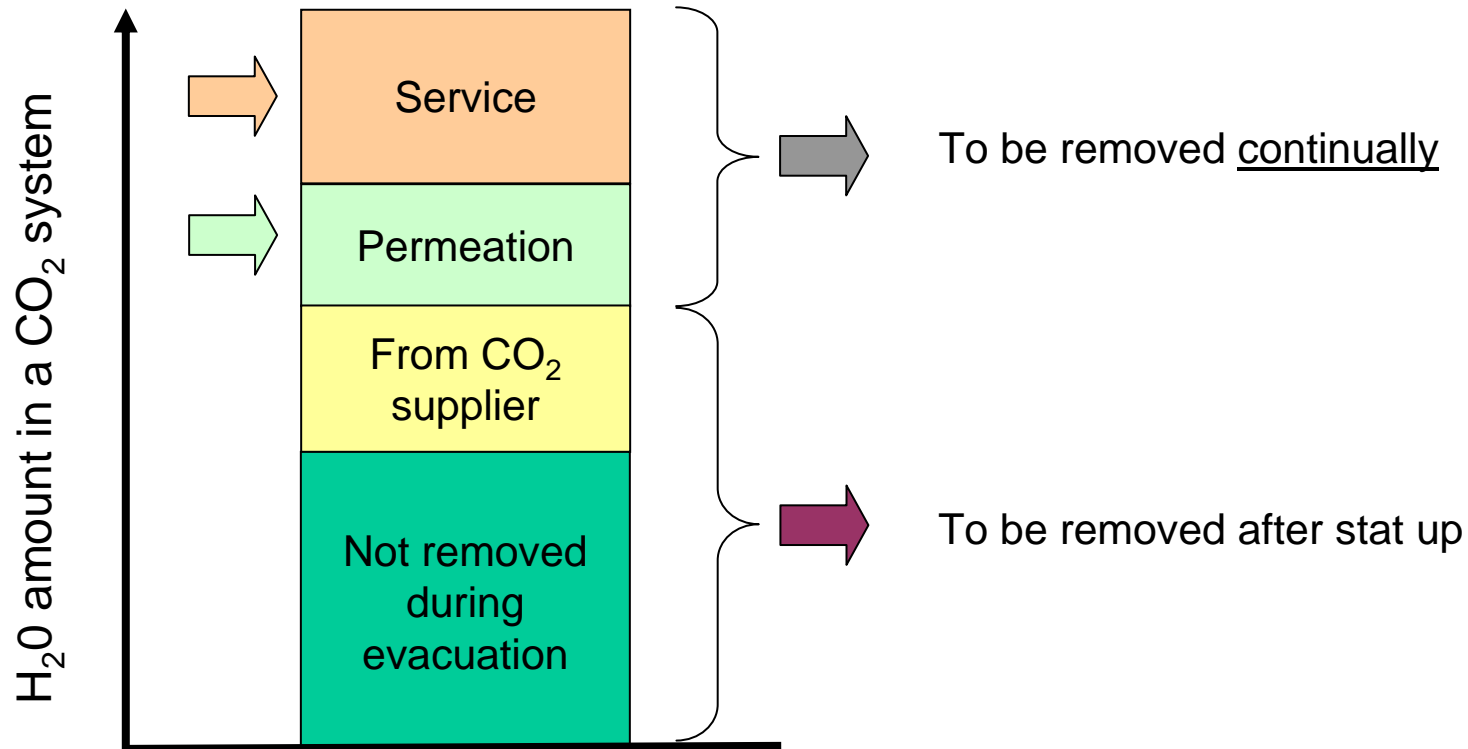 H₂0 amount in a CO₂ system
Service
Permeation
From CO₂
supplier
Not removed
during
evacuation
To be removed continually
To be removed after stat up